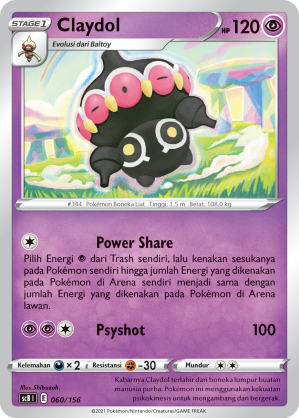 STAGE 1
Claydol
HP 120
Evolusi dari Baltoy
#344 Pokémon Boneka Liat Tinggi: 1.5 m Berat: 108.0 kg
Power Share
Pilih Energy dari Trash sendiri, lalu kenakan sesukanya
pada Pokémon sendiri hingga jumlah Energi yang dikenakan
pada Pokémon di Arena sendiri menjadi sama dengan
jumlah Energi yang dikenakan pada Pokémon di Arena
lawan.
Psyshot 100
Kelemahan ×2 Resistansi -30 Mundur
Illus. Shibuzoh.
sc3 I E 060/156
Kabarnya Claydol terlahir dari boneka lumpur buatan
manusia purba. Ini menggunakan kekuatan
psikokinesis untuk mengambang dan bergerak.
©2021 Pokémon/Nintendo/Creatures/GAME FREAK